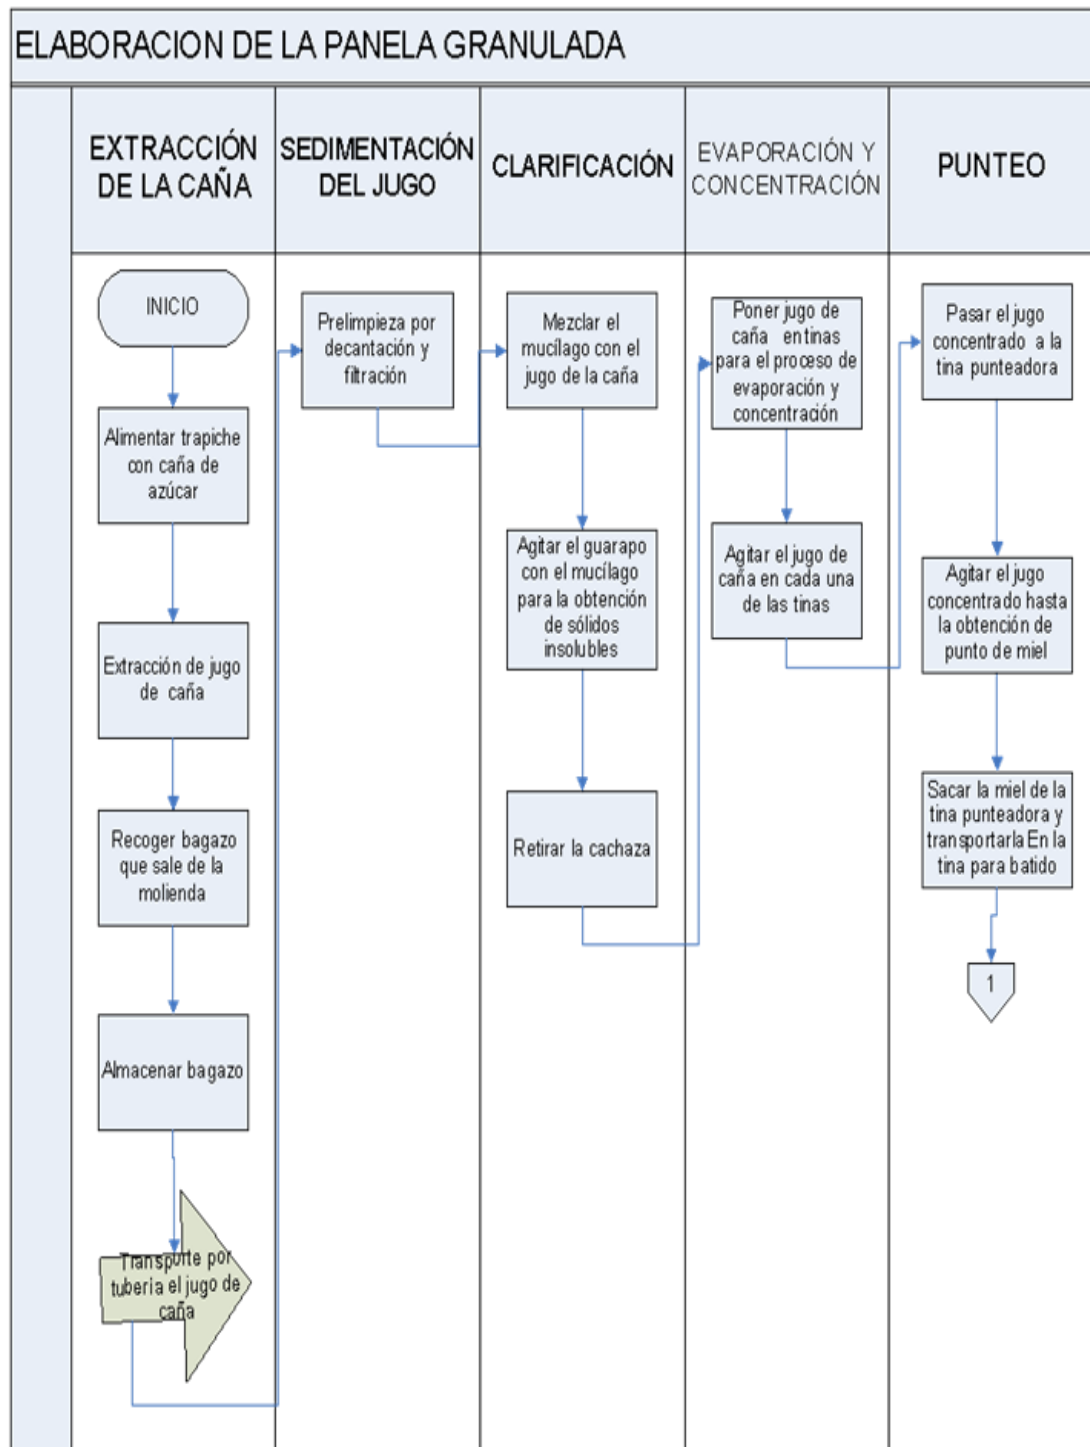 ELABORACION DE LA PANELA GRANULADA
EXTRACCIÓN
DE LA CAÑA
SEDIMENTACIÓN
DEL JUGO
CLARIFICACIÓN
EVAPORACIÓN Y
CONCENTRACIÓN
PUNTEO
INICIO
Alimentar trapiche
con caña de
azúcar
Extracción de jugo
de caña
Recoger bagazo
que sale de la
molienda
Almacenar bagazo
Transporte por
tuberia el jugo de
caña
Prelimpieza por
decantación y
filtración
Mezclar el
mucílago con el
jugo de la caña
Agitar el guarapo
con el mucílago
para la obtención
de sólidos
insolubles
Retirar la cachaza
Poner jugo de
caña en tinas
para el proceso de
evaporación y
concentración
Agitar el jugo de
caña en cada una
de las tinas
Pasar el jugo
concentrado a la
tina punteadora
Agitar el jugo
concentrado hasta
la obtención de
punto de miel
Sacar la miel de la
tina punteadora y
transportarla En la
tina para batido
1